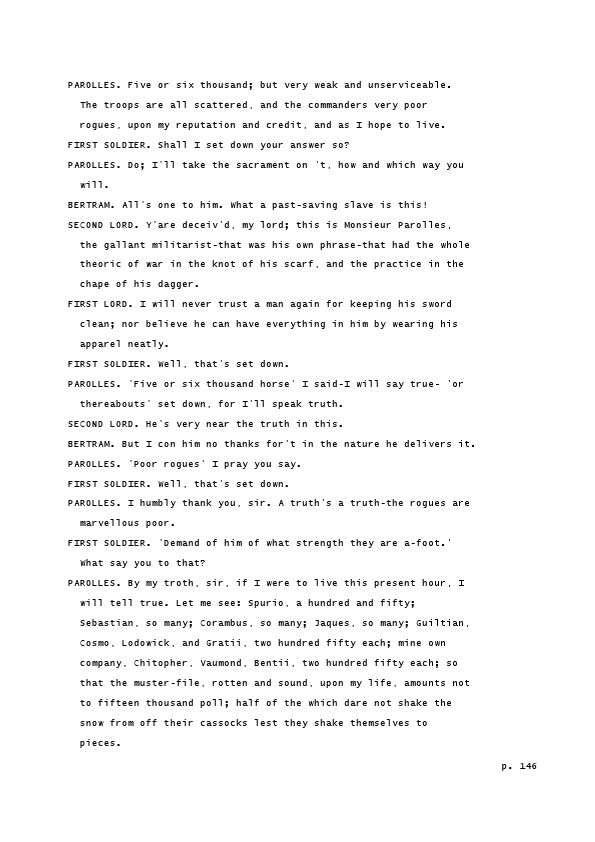 PAROLLES. Five or six thousand; but very weak and unserviceable.
The troops are all scattered, and the commanders very poor
rogues, upon my reputation and credit, and as I hope to live.
FIRST SOLDIER. Shall I set down your answer so?
PAROLLES. Do; I'll take the sacrament on 't, how and which way you
will.
BERTRAM. All's one to him. What a past-saving slave is this!
SECOND LORD. Y'are deceiv'd, my lord; this is Monsieur Parolles,
the gallant militarist-that was his own phrase-that had the whole
theoric of war in the knot of his scarf, and the practice in the
chape of his dagger.
FIRST LORD. I will never trust a man again for keeping his sword
clean; nor believe he can have everything in him by wearing his
apparel neatly.
FIRST SOLDIER. Well, that's set down.
PAROLLES. 'Five or six thousand horse' I said-I will say true- 'or
thereabouts' set down, for I'll speak truth.
SECOND LORD. He's very near the truth in this.
BERTRAM. But I con him no thanks for't in the nature he delivers it.
PAROLLES. 'Poor rogues' I pray you say.
FIRST SOLDIER. Well, that's set down.
PAROLLES. I humbly thank you, sir. A truth's a truth-the rogues are
marvellous poor.
FIRST SOLDIER. 'Demand of him of what strength they are a-foot.'
What say you to that?
PAROLLES. By my troth, sir, if I were to live this present hour, I
will tell true. Let me see: Spurio, a hundred and fifty;
Sebastian, so many; Corambus, so many; Jaques, so many; Guiltian,
Cosmo, Lodowick, and Gratii, two hundred fifty each; mine own
company, Chitopher, Vaumond, Bentii, two hundred fifty each; so
that the muster-file, rotten and sound, upon my life, amounts not
to fifteen thousand poll; half of the which dare not shake the
snow from off their cassocks lest they shake themselves to
pieces.
p. 146